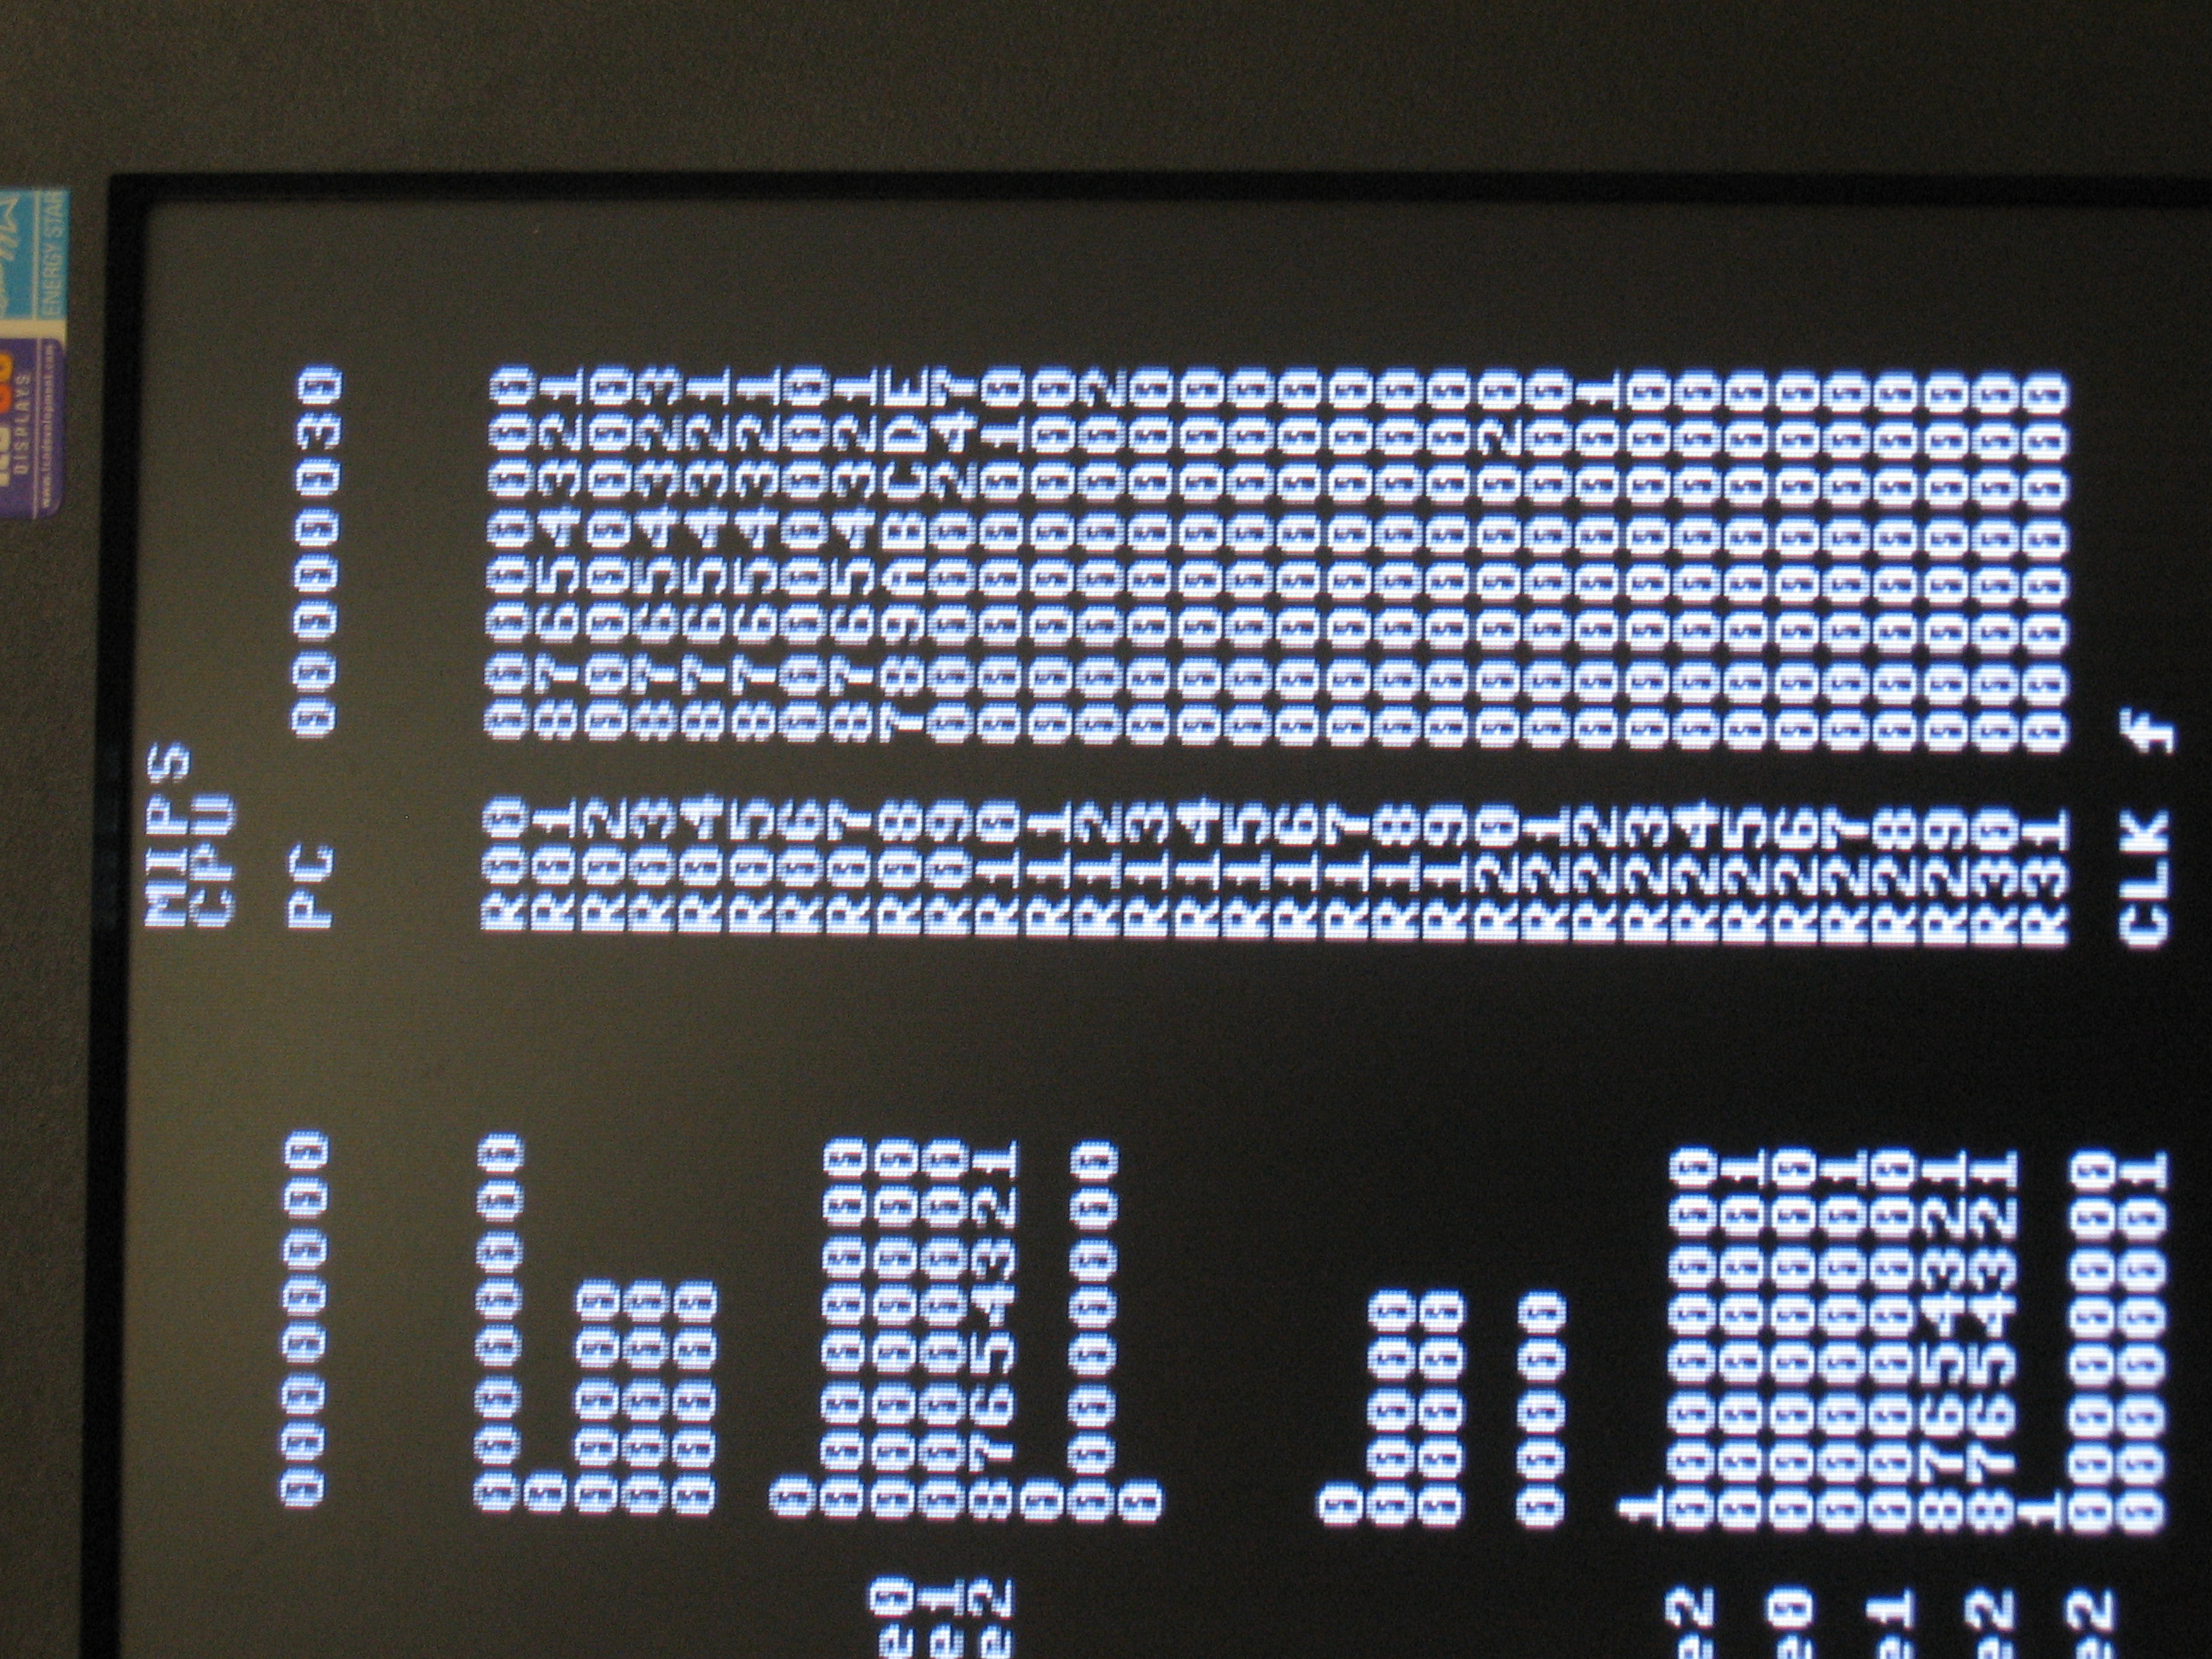 DISPLAYS
www.tcodevelopment.com
ENERGY STAR
MIPS
CPU
00000000 PC 00000030
00000000 R00 00000000
0 R01 87654321
00000 R02 00000000
00000 R03 87654323
00000 R04 87654321
R05 87654321
0 R06 00000000
00000000 R07 87654321
e0 00000000 R08 789ABCDE
e1 00000000 R09 00000247
e2 87654321 R10 00000010
0 R11 00000000
00000000 R12 00000002
0 R13 00000000
R14 00000000
R15 00000000
R16 00000000
0 R17 00000000
00000 R18 00000000
00000 R19 00000000
R20 00000020
00000 R21 00000000
R22 00000001
1 R23 00000000
e2 00000000 R24 00000000
00000001 R25 00000000
e0 00000000 R26 00000000
00000001 R27 00000000
e1 00000000 R28 00000000
87654321 R29 00000000
e2 87654321 R30 00000000
1 R31 00000000
e2 00000000
00000001 CLK